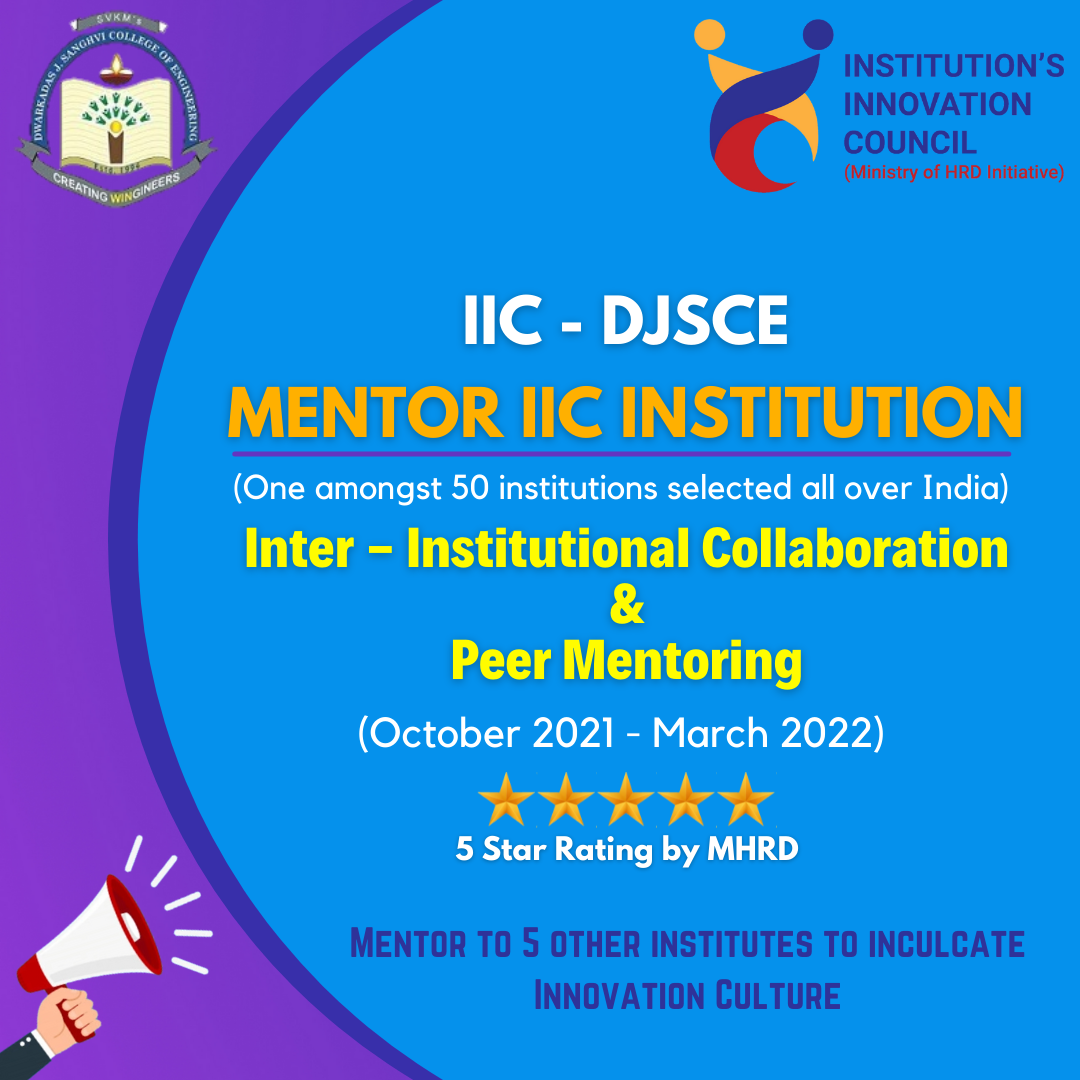 SVKM's
DWARKADAS J. SANGHVI COLLEGE OF ENGINEERING
ESTD 1994
CREATING WINGINEERS
INSTITUTION'S
INNOVATION
COUNCIL
(Ministry of HRD Initiative)
IIC - DJSCE
MENTOR IIC INSTITUTION
(One amongst 50 institutions selected all over India)
Inter – Institutional Collaboration
&
Peer Mentoring
(October 2021 - March 2022)
5 Star Rating by MHRD
MENTOR TO 5 OTHER INSTITUTES TO INCULCATE
INNOVATION CULTURE